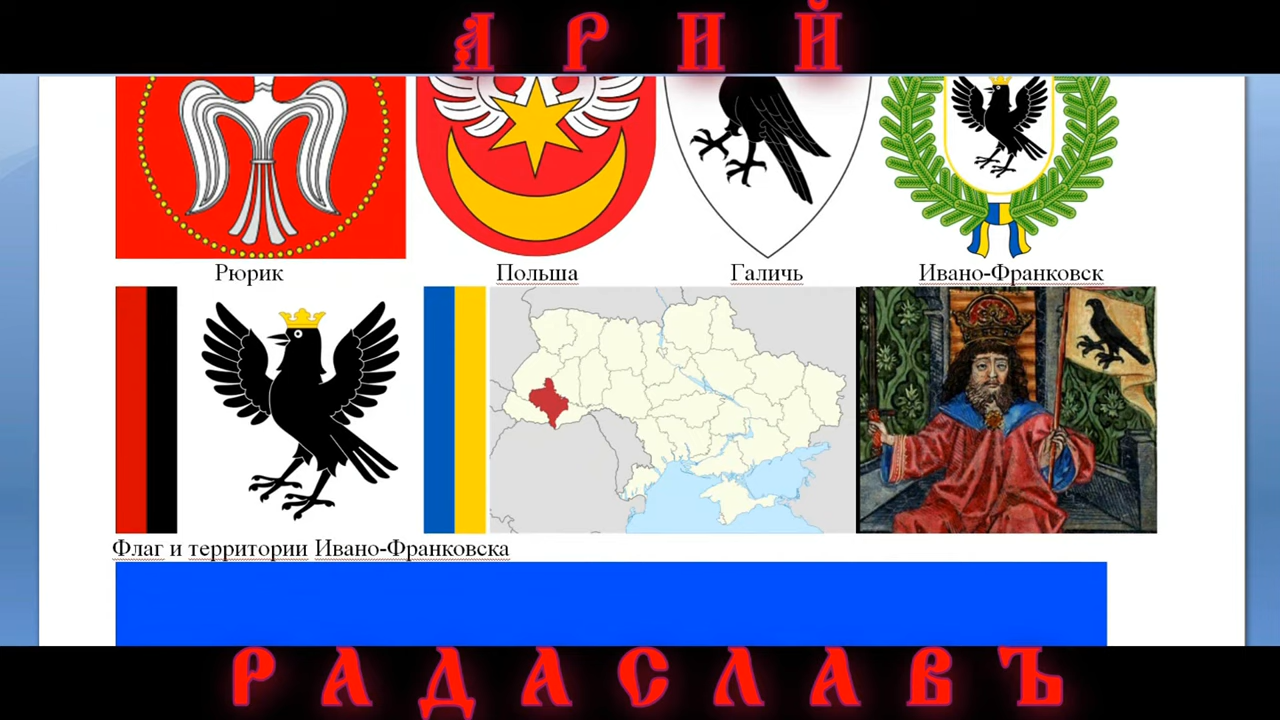 АРИЙ
Рюрик Польша Галичь Ивано-Франковск
Флаг и территории Ивано-Франковска
РАДАСЛАВЪ